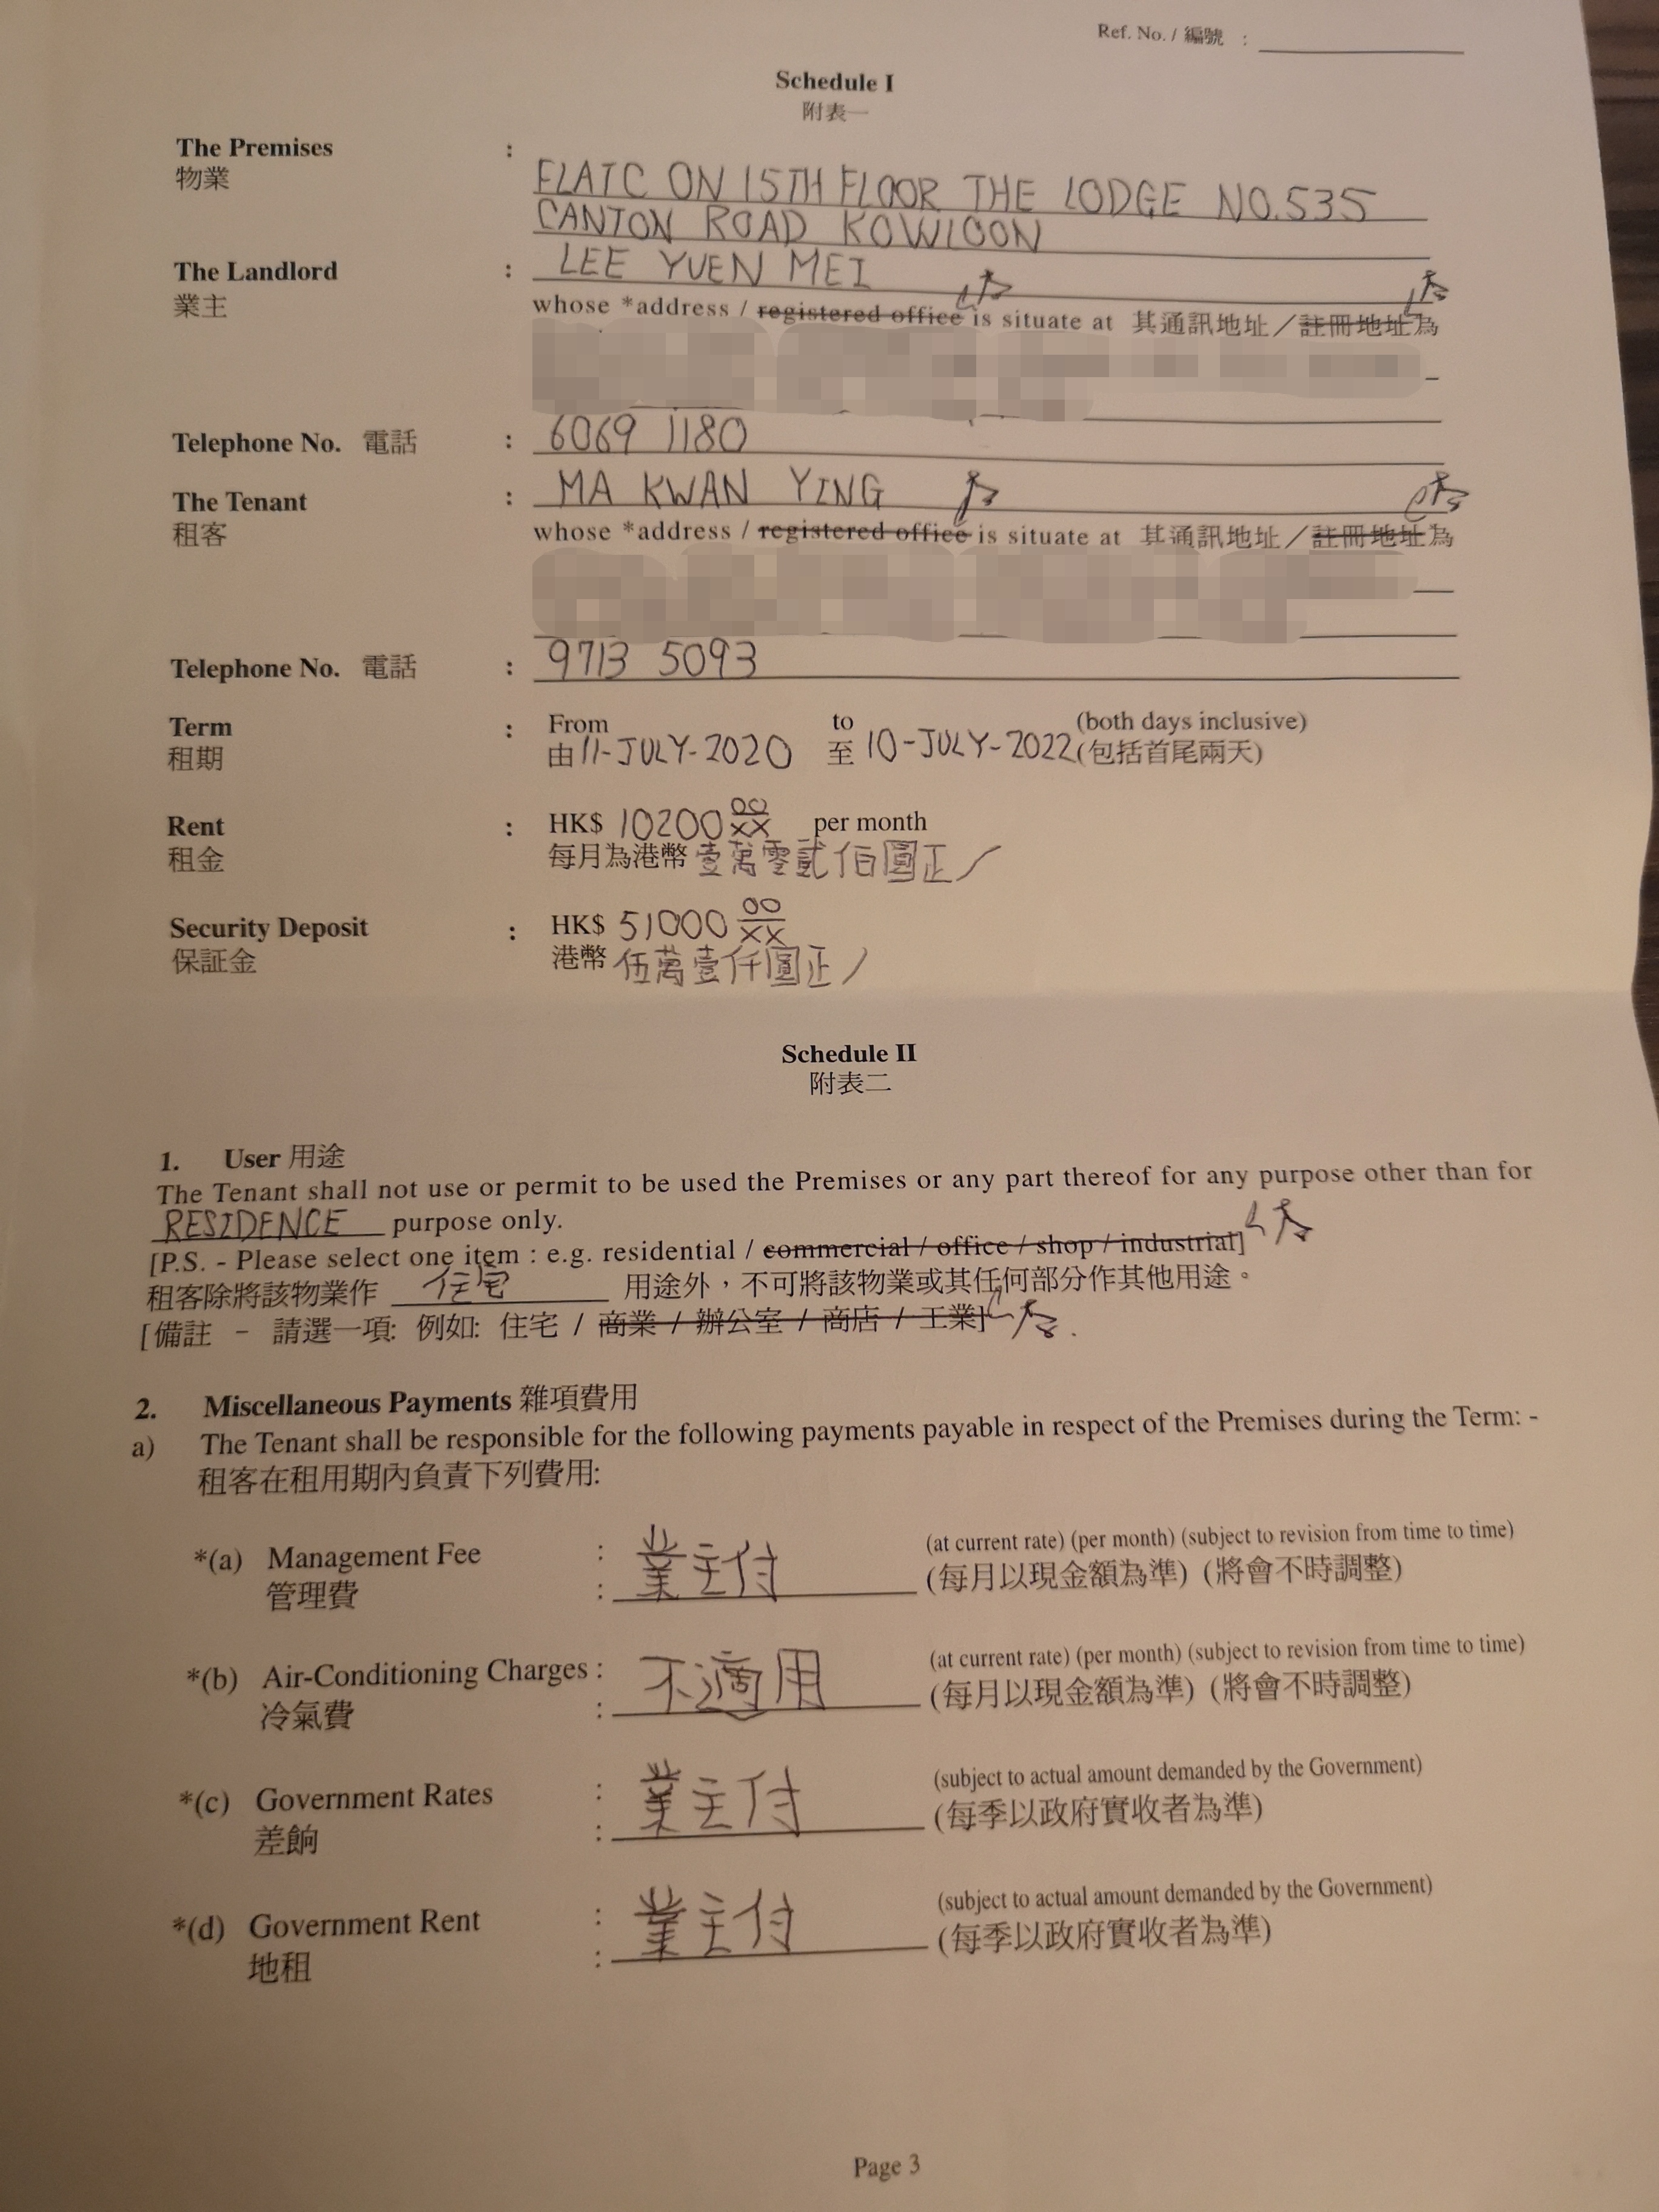 Ref. No. / 編號 :
Schedule I
附表一
The Premises :
物業
FLAT C ON 15TH FLOOR THE LODGE NO.535
CANTON ROAD KOWLOON
The Landlord : LEE YUEN MEI
業主
whose *address / registered office is situate at 其通訊地址／註冊地址為
Telephone No. 電話 : 6069 1180
The Tenant : MA KWAN YING
租客
whose *address / registered office is situate at 其通訊地址／註冊地址為
Telephone No. 電話 : 9713 5093
Term : From to (both days inclusive)
租期 由 11-JULY-2020 至 10-JULY-2022 (包括首尾兩天)
Rent : HK$ 10200 00/XX per month
租金 每月為港幣 壹萬零貳佰圓正
Security Deposit : HK$ 51000 00/XX
保証金 港幣 伍萬壹仟圓正
Schedule II
附表二
1. User 用途
The Tenant shall not use or permit to be used the Premises or any part thereof for any purpose other than for
RESIDENCE purpose only.
[P.S. - Please select one item : e.g. residential / commercial / office / shop / industrial]
租客除將該物業作 住宅 用途外，不可將該物業或其任何部分作其他用途。
[備註 - 請選一項: 例如: 住宅 / 商業 / 辦公室 / 商店 / 工業]
2. Miscellaneous Payments 雜項費用
a) The Tenant shall be responsible for the following payments payable in respect of the Premises during the Term: -
租客在租用期內負責下列費用:
*(a) Management Fee : 業主付 (at current rate) (per month) (subject to revision from time to time)
管理費 : (每月以現金額為準) (將會不時調整)
*(b) Air-Conditioning Charges : 不適用 (at current rate) (per month) (subject to revision from time to time)
冷氣費 : (每月以現金額為準) (將會不時調整)
*(c) Government Rates : 業主付 (subject to actual amount demanded by the Government)
差餉 : (每季以政府實收者為準)
*(d) Government Rent : 業主付 (subject to actual amount demanded by the Government)
地租 : (每季以政府實收者為準)
Page 3